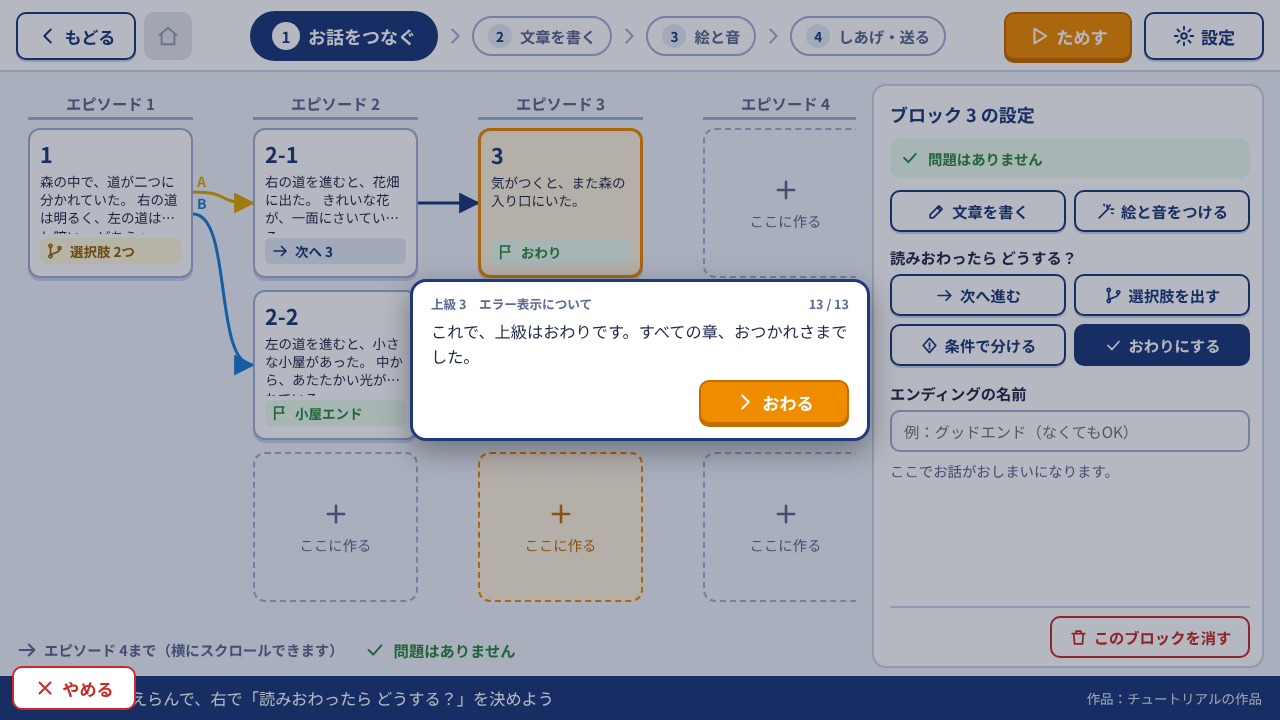 もどる
1 お話をつなぐ
2 文章を書く
3 絵と音
4 しあげ・送る
ためす
設定
エピソード 1
エピソード 2
エピソード 3
エピソード 4
1
森の中で、道が二つに
分かれていた。 右の道
は明るく、左の道は…
選択肢 2つ
A
B
2-1
右の道を進むと、花畑
に出た。 きれいな花
が、一面にさいてい…
次へ 3
3
気がつくと、また森の
入り口にいた。
おわり
ここに作る
2-2
左の道を進むと、小さ
な小屋があった。 中か
ら、あたたかい光が…
小屋エンド
ここに作る
ここに作る
ここに作る
上級 3 エラー表示について
13 / 13
これで、上級はおわりです。すべての章、おつかれさまで
した。
おわる
ブロック 3 の設定
問題はありません
文章を書く
絵と音をつける
読みおわったら どうする？
次へ進む
選択肢を出す
条件で分ける
おわりにする
エンディングの名前
例：グッドエンド（なくてもOK）
ここでお話がおしまいになります。
このブロックを消す
エピソード 4まで（横にスクロールできます）
問題はありません
やめる
えらんで、右で「読みおわったら どうする？」を決めよう
作品：チュートリアルの作品